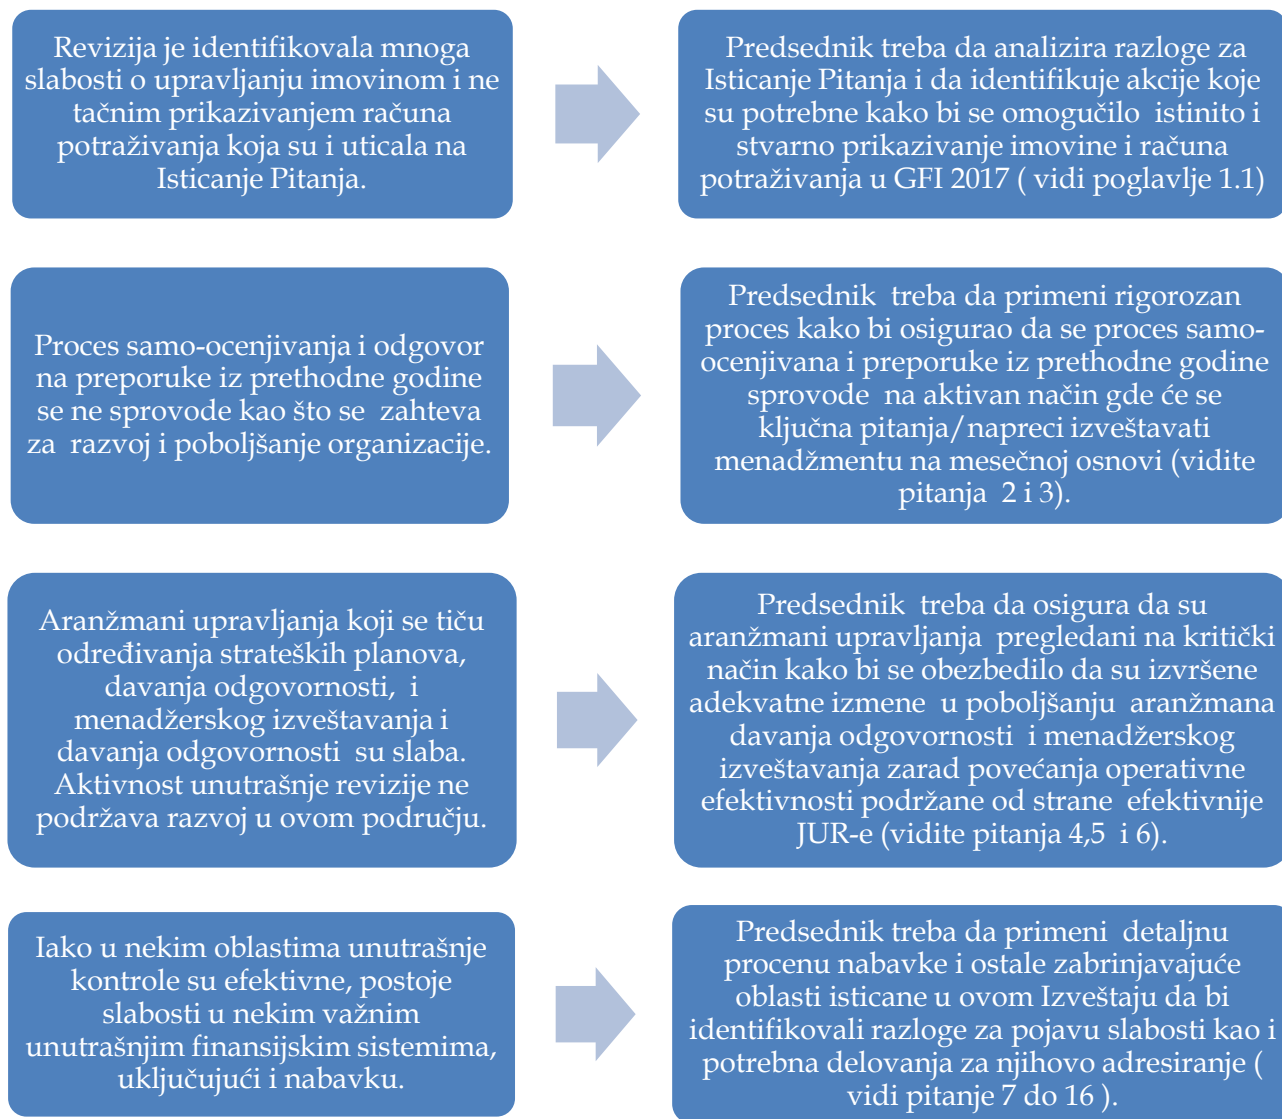 Revizija je identifikovala mnoga
slabosti o upravljanju imovinom i ne
tačnim prikazivanjem računa
potraživanja koja su i uticala na
Isticanje Pitanja.
Predsednik treba da analizira razloge za
Isticanje Pitanja i da identifikuje akcije koje
su potrebne kako bi se omogučilo istinito i
stvarno prikazivanje imovine i računa
potraživanja u GFI 2017 ( vidi poglavlje 1.1)
Proces samo-ocenjivanja i odgovor
na preporuke iz prethodne godine
se ne sprovode kao što se zahteva
za razvoj i poboljšanje organizacije.
Predsednik treba da primeni rigorozan
proces kako bi osigurao da se proces samo-
ocenjivana i preporuke iz prethodne godine
sprovode na aktivan način gde će se
ključna pitanja/napreci izveštavati
menadžmentu na mesečnoj osnovi (vidite
pitanja 2 i 3).
Aranžmani upravljanja koji se tiču
određivanja strateških planova,
davanja odgovornosti, i
menadžerskog izveštavanja i
davanja odgovornosti su slaba.
Aktivnost unutrašnje revizije ne
podržava razvoj u ovom području.
Predsednik treba da osigura da su
aranžmani upravljanja pregledani na kritički
način kako bi se obezbedilo da su izvršene
adekvatne izmene u poboljšanju aranžmana
davanja odgovornosti i menadžerskog
izveštavanja zarad povećanja operativne
efektivnosti podržane od strane efektivnije
JUR-e (vidite pitanja 4,5 i 6).
Iako u nekim oblastima unutrašnje
kontrole su efektivne, postoje
slabosti u nekim važnim
unutrašnjim finansijskim sistemima,
uključujući i nabavku.
Predsednik treba da primeni detaljnu
procenu nabavke i ostale zabrinjavajuće
oblasti isticane u ovom Izveštaju da bi
identifikovali razloge za pojavu slabosti kao i
potrebna delovanja za njihovo adresiranje (
vidi pitanje 7 do 16 ).